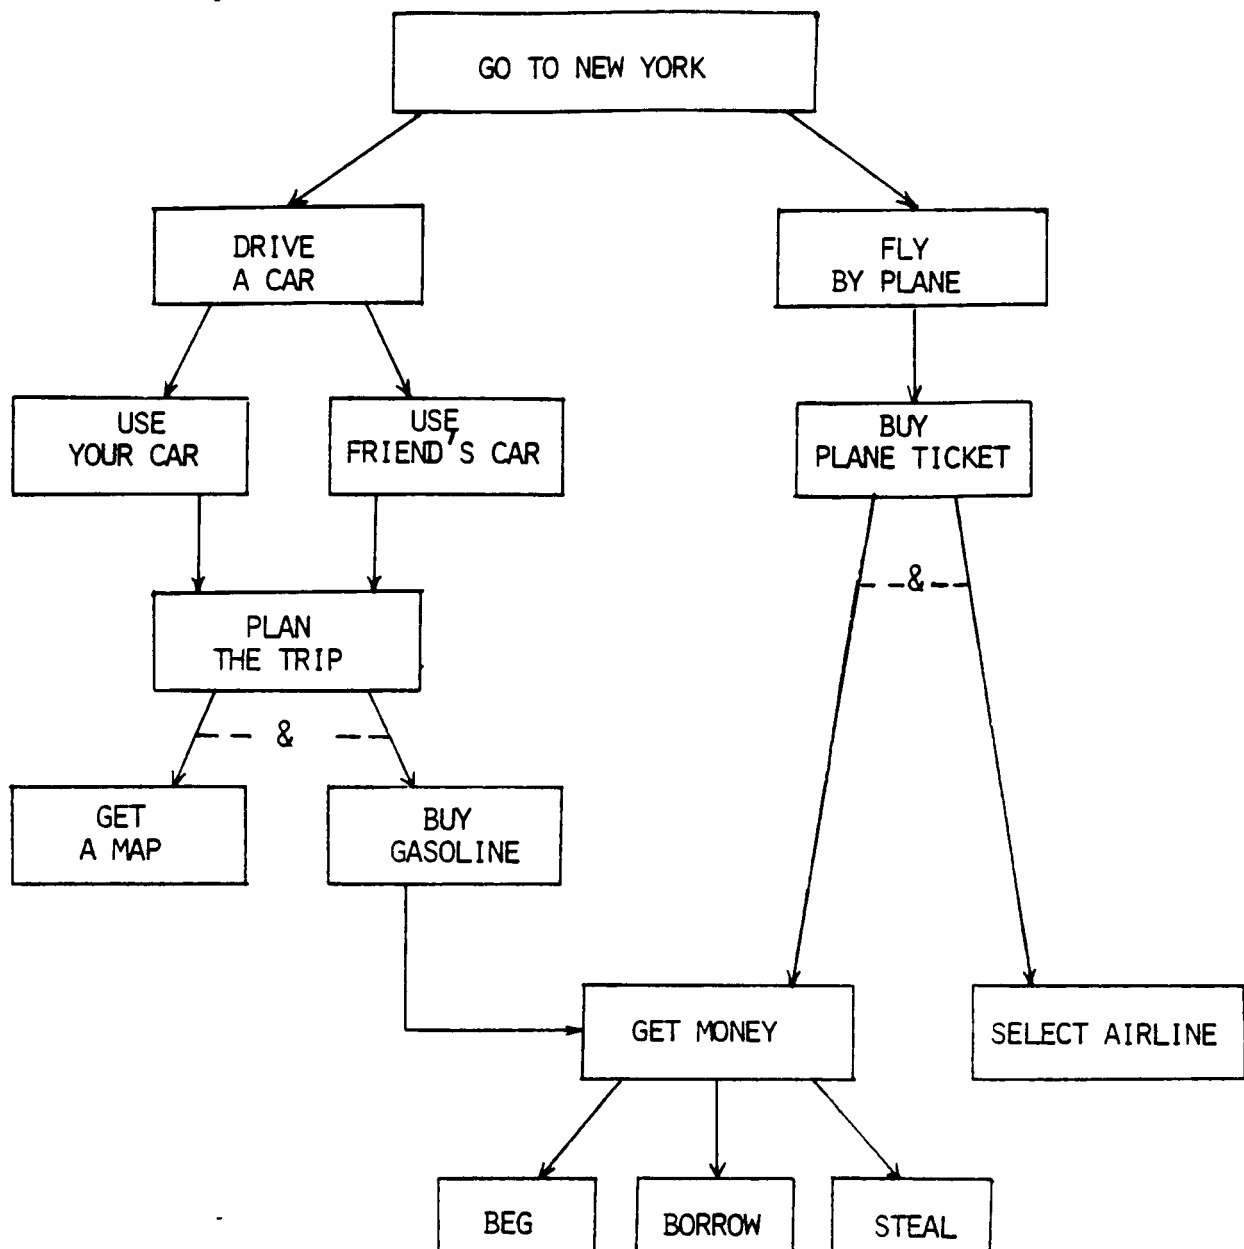 GO TO NEW YORK
DRIVE
A CAR
FLY
BY PLANE
USE
YOUR CAR
USE
FRIEND'S CAR
BUY
PLANE TICKET
&
PLAN
THE TRIP
&
GET
A MAP
BUY
GASOLINE
GET MONEY
SELECT AIRLINE
BEG
BORROW
STEAL